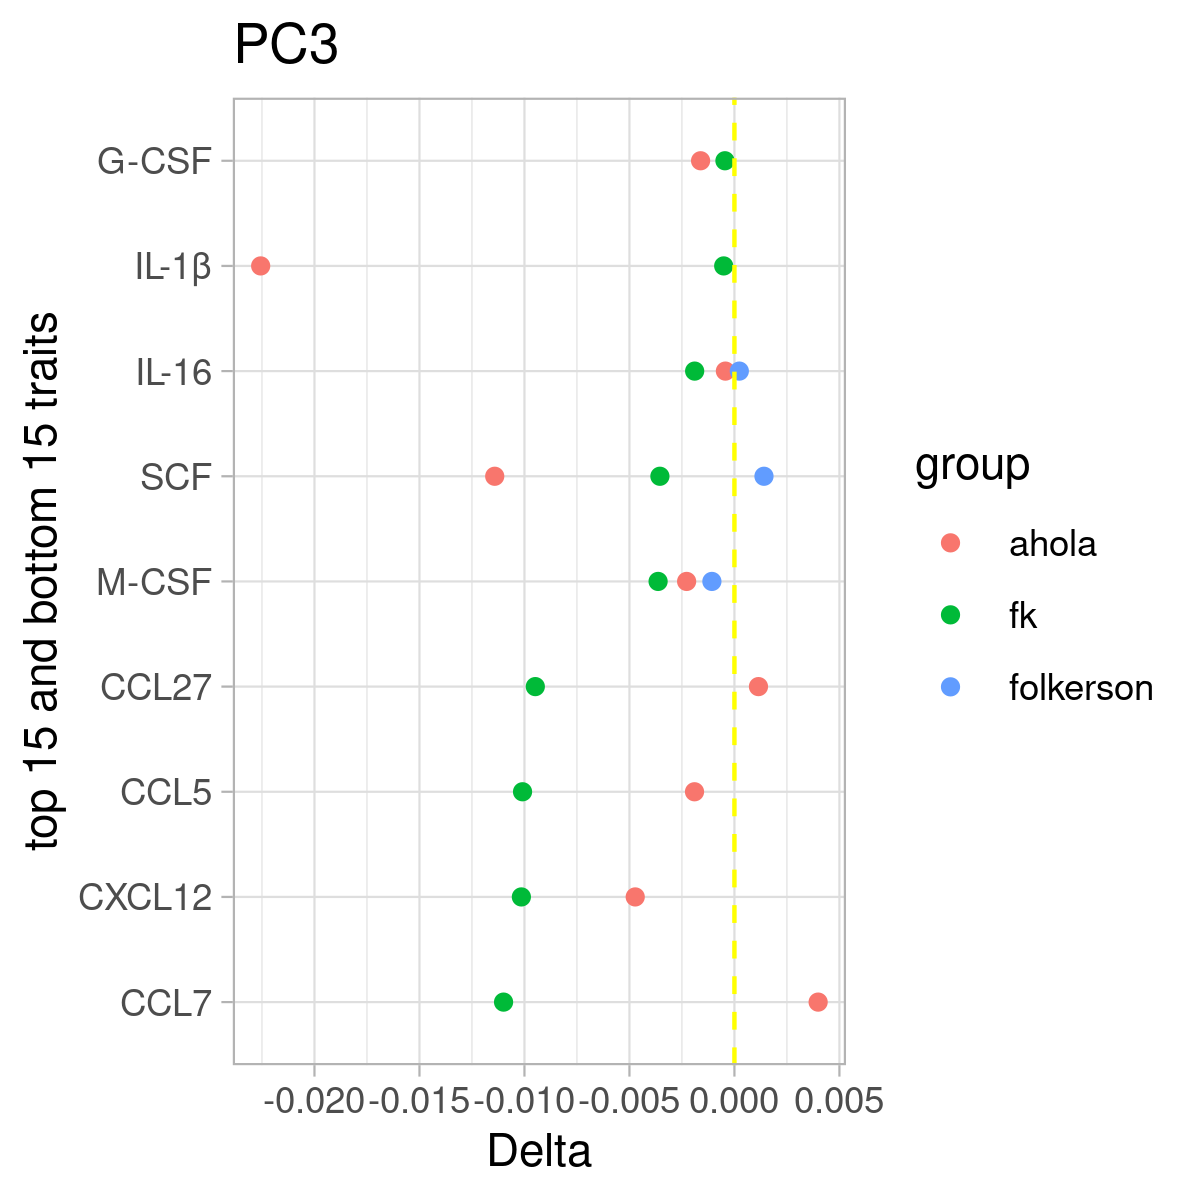 PC3
top 15 and bottom 15 traits
G-CSF
IL-1β
IL-16
SCF
M-CSF
CCL27
CCL5
CXCL12
CCL7
-0.020 -0.015 -0.010 -0.005 0.000 0.005
Delta
group
ahola
fk
folkerson